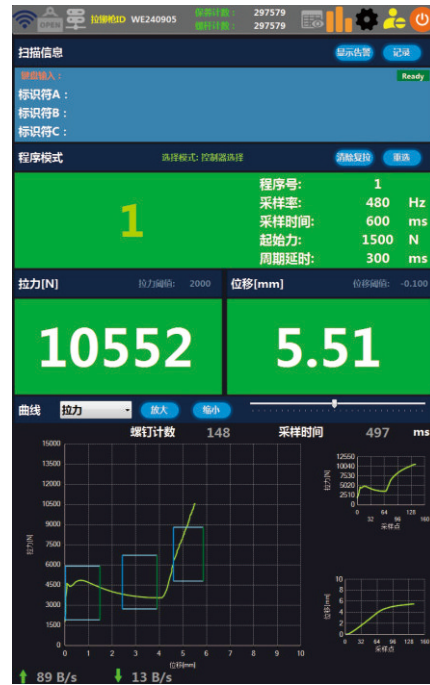 OPEN 拉铆枪ID WE240905 保养计数: 297579
螺杆计数: 297579
扫描信息 显示告警 记录
键盘输入: Ready
标识符A:
标识符B:
标识符C:
程序模式 选择模式: 控制器选择 清除复拉 重选
1
程序号: 1
采样率: 480 Hz
采样时间: 600 ms
起始力: 1500 N
周期延时: 300 ms
拉力[N] 拉力阈值: 2000 位移[mm] 位移阈值: -0.100
10552 5.51
曲线 拉力 放大 缩小
螺钉计数 148 采样时间 497 ms
15000
13500
12000
10500
9000
7500
6000
4500
3000
1500
0
拉力[N]
0 1 2 3 4 5 6 7 8 9 10
位移[mm]
12550
10040
7530
5020
2510
0
拉力[N]
0 64 128
32 96 160
采样点
10
8
6
4
2
0
位移[mm]
0 32 64 96 128 160
采样点
89 B/s 13 B/s